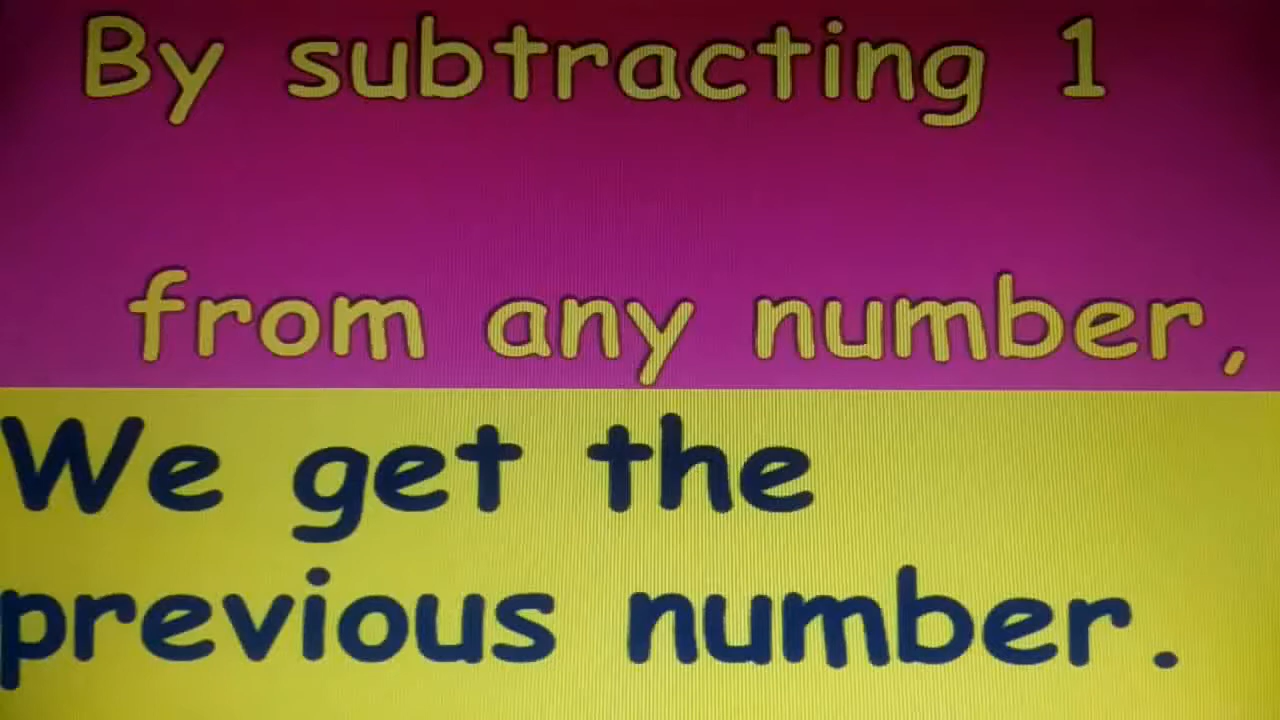 By subtracting 1
from any number,
We get the
previous number.